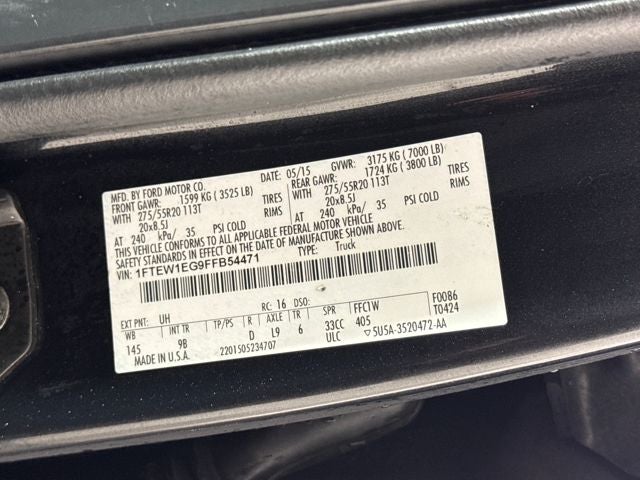 MFD. BY FORD MOTOR CO. DATE: 05/15 GVWR: 3175 KG ( 7000 LB)
FRONT GAWR: 1599 KG ( 3525 LB) REAR GAWR: 1724 KG ( 3800 LB)
WITH 275/55R20 113T TIRES WITH 275/55R20 113T TIRES
20x8.5J RIMS 20x8.5J RIMS
AT 240 kPa/ 35 PSI COLD AT 240 kPa/ 35 PSI COLD
THIS VEHICLE CONFORMS TO ALL APPLICABLE FEDERAL MOTOR VEHICLE
SAFETY STANDARDS IN EFFECT ON THE DATE OF MANUFACTURE SHOWN ABOVE.
VIN: 1FTEW1EG9FFB54471 TYPE: Truck
EXT PNT: UH RC: 16 DSO: FFC1W F0086
WB INT TR TP/PS R AXLE TR SPR 405 T0424
145 9B D L9 6 33CC
MADE IN U.S.A. 2201505234707 ULC ▽5U5A-3520472-AA